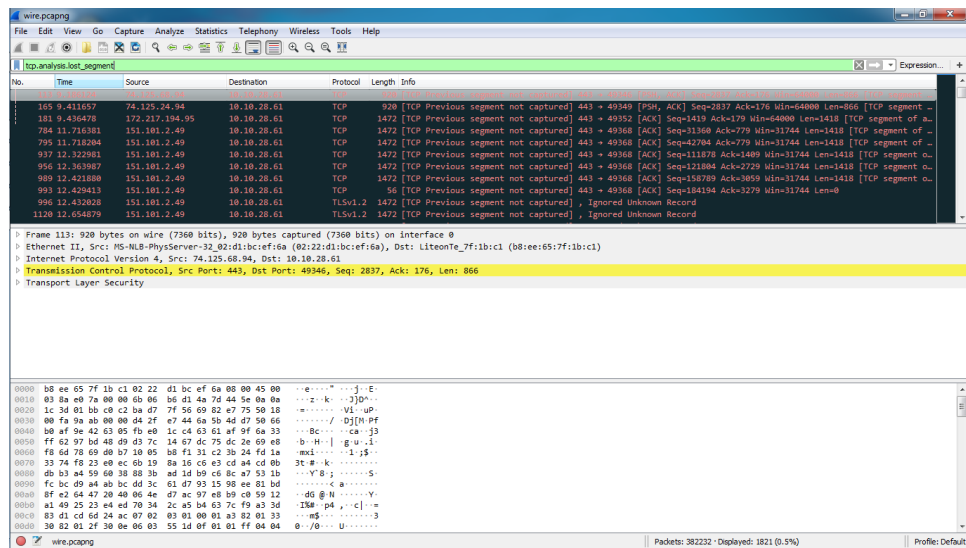 wire.pcapng
File Edit View Go Capture Analyze Statistics Telephony Wireless Tools Help
tcp.analysis.lost_segment
Expression... +
No. Time Source Destination Protocol Length Info
165 9.411657 74.125.24.94 10.10.28.61 TCP 920 [TCP Previous segment not captured] 443 → 49349 [PSH, ACK] Seq=2837 Ack=176 Win=64000 Len=866 [TCP segment …
181 9.436478 172.217.194.95 10.10.28.61 TCP 1472 [TCP Previous segment not captured] 443 → 49352 [ACK] Seq=1419 Ack=179 Win=64000 Len=1418 [TCP segment of a…
784 11.716381 151.101.2.49 10.10.28.61 TCP 1472 [TCP Previous segment not captured] 443 → 49368 [ACK] Seq=31360 Ack=779 Win=31744 Len=1418 [TCP segment of …
795 11.718204 151.101.2.49 10.10.28.61 TCP 1472 [TCP Previous segment not captured] 443 → 49368 [ACK] Seq=42704 Ack=779 Win=31744 Len=1418 [TCP segment of …
937 12.322981 151.101.2.49 10.10.28.61 TCP 1472 [TCP Previous segment not captured] 443 → 49368 [ACK] Seq=111878 Ack=1409 Win=31744 Len=1418 [TCP segment o…
956 12.363987 151.101.2.49 10.10.28.61 TCP 1472 [TCP Previous segment not captured] 443 → 49368 [ACK] Seq=121804 Ack=2729 Win=31744 Len=1418 [TCP segment o…
989 12.421880 151.101.2.49 10.10.28.61 TCP 1472 [TCP Previous segment not captured] 443 → 49368 [ACK] Seq=158789 Ack=3059 Win=31744 Len=1418 [TCP segment o…
993 12.429413 151.101.2.49 10.10.28.61 TCP 56 [TCP Previous segment not captured] 443 → 49368 [ACK] Seq=184194 Ack=3279 Win=31744 Len=0
996 12.432028 151.101.2.49 10.10.28.61 TLSv1.2 1472 [TCP Previous segment not captured] , Ignored Unknown Record
1120 12.654879 151.101.2.49 10.10.28.61 TLSv1.2 1472 [TCP Previous segment not captured] , Ignored Unknown Record
Frame 113: 920 bytes on wire (7360 bits), 920 bytes captured (7360 bits) on interface 0
Ethernet II, Src: MS-NLB-PhysServer-32_02:d1:bc:ef:6a (02:22:d1:bc:ef:6a), Dst: LiteonTe_7f:1b:c1 (b8:ee:65:7f:1b:c1)
Internet Protocol Version 4, Src: 74.125.68.94, Dst: 10.10.28.61
Transmission Control Protocol, Src Port: 443, Dst Port: 49346, Seq: 2837, Ack: 176, Len: 866
Transport Layer Security
0000 b8 ee 65 7f 1b c1 02 22 d1 bc ef 6a 08 00 45 00 ··e····" ···j··E·
0010 03 8a e0 7a 00 00 6b 06 b6 d1 4a 7d 44 5e 0a 0a ···z··k· ··J}D^··
0020 1c 3d 01 bb c0 c2 ba d7 7f 56 69 82 e7 75 50 18 ·=······ ·Vi··uP·
0030 00 fa 9a ab 00 00 d4 2f e7 44 6a 5b 4d d7 50 66 ·······/ ·Dj[M·Pf
0040 b0 af 9e 42 63 05 fb e0 1c c4 63 61 af 9f 6a 33 ···Bc··· ··ca··j3
0050 ff 62 97 bd 48 d9 d3 7c 14 67 dc 75 dc 2e 69 e8 ·b··H··| ·g·u·.i·
0060 f8 6d 78 69 d0 b7 10 05 b8 f1 31 c2 3b 24 fd 1a ·mxi···· ··1·;$··
0070 33 74 f8 23 e0 ec 6b 19 8a 16 c6 e3 cd a4 cd 0b 3t·#··k· ········
0080 db b3 a4 59 60 38 88 3b ad 1d b9 c6 8c a7 53 1b ···Y`8·; ······S·
0090 fc bc d9 a4 ab bc dd 3c 61 d7 93 15 98 ee 81 bd ·······< a·······
00a0 8f e2 64 47 20 40 06 4e d7 ac 97 e8 b9 c0 59 12 ··dG @·N ······Y·
00b0 a1 49 25 23 e4 ed 70 34 2c a5 b4 63 7c f9 a3 3d ·I%#··p4 ,··c|··=
00c0 83 d1 cd 6d 24 ac 07 02 03 01 00 01 a3 82 01 33 ···m$··· ·······3
00d0 30 82 01 2f 30 0e 06 03 55 1d 0f 01 01 ff 04 04 0··/0··· U·······
wire.pcapng
Packets: 382232 · Displayed: 1821 (0.5%)
Profile: Default